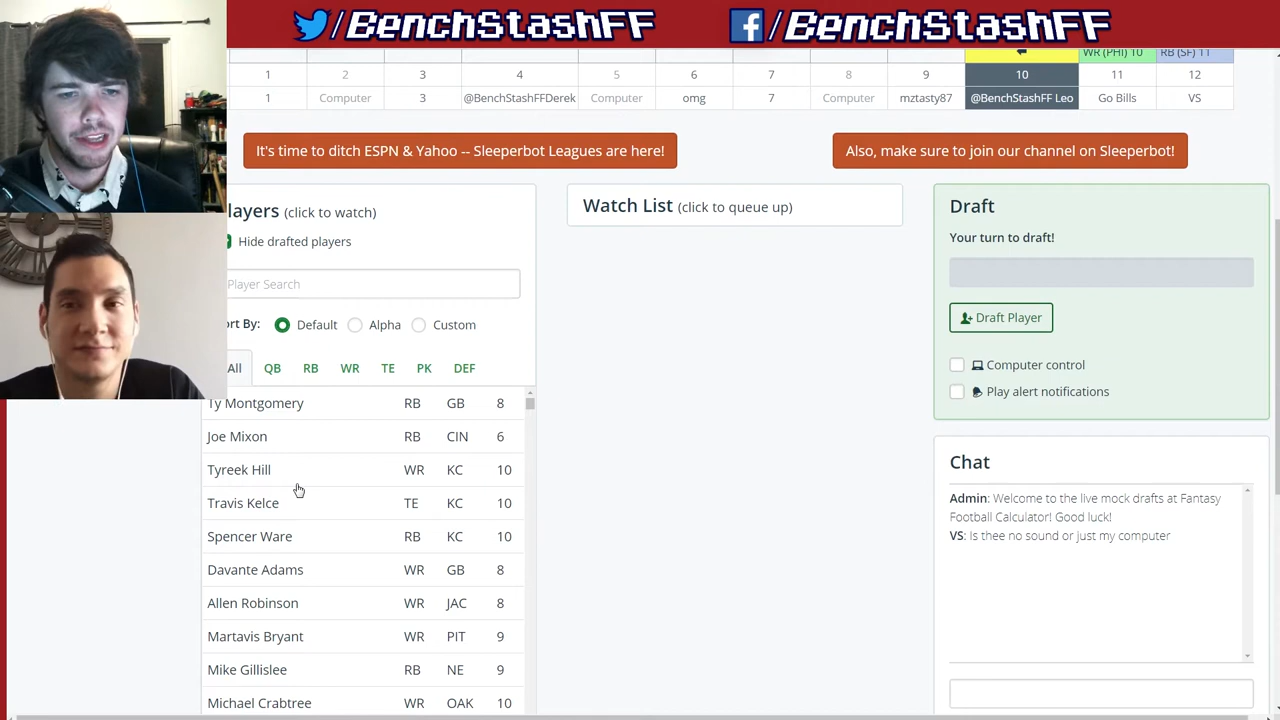 /BenchStashFF /BenchStashFF
WR (PHI) 10 RB (SF) 11
1 2 3 4 5 6 7 8 9 10 11 12
1 Computer 3 @BenchStashFFDerek Computer omg 7 Computer mztasty87 @BenchStashFF Leo Go Bills VS
It's time to ditch ESPN & Yahoo -- Sleeperbot Leagues are here!
Also, make sure to join our channel on Sleeperbot!
layers (click to watch)
Hide drafted players
Player Search
ort By: Default Alpha Custom
All QB RB WR TE PK DEF
Ty Montgomery RB GB 8
Joe Mixon RB CIN 6
Tyreek Hill WR KC 10
Travis Kelce TE KC 10
Spencer Ware RB KC 10
Davante Adams WR GB 8
Allen Robinson WR JAC 8
Martavis Bryant WR PIT 9
Mike Gillislee RB NE 9
Michael Crabtree WR OAK 10
Watch List (click to queue up)
Draft
Your turn to draft!
Draft Player
Computer control
Play alert notifications
Chat
Admin: Welcome to the live mock drafts at Fantasy
Football Calculator! Good luck!
VS: Is thee no sound or just my computer